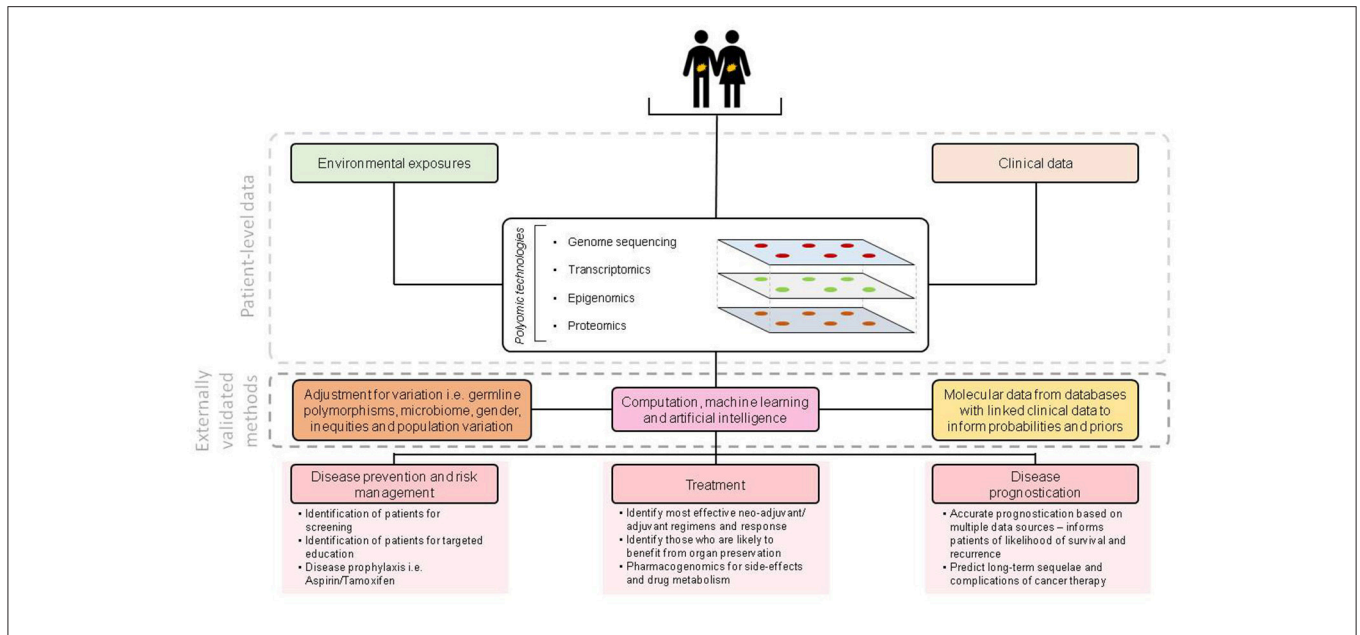 Patient-level data
Environmental exposures
Clinical data
Polyomic technologies
• Genome sequencing
• Transcriptomics
• Epigenomics
• Proteomics
Externally
validated
methods
Adjustment for variation i.e. germline
polymorphisms, microbiome, gender,
inequities and population variation
Computation, machine learning
and artificial intelligence
Molecular data from databases
with linked clinical data to
inform probabilities and priors
Disease prevention and risk
management
• Identification of patients for
screening
• Identification of patients for targeted
education
• Disease prophylaxis i.e.
Aspirin/Tamoxifen
Treatment
• Identify most effective neo-adjuvant/
adjuvant regimens and response
• Identify those who are likely to
benefit from organ preservation
• Pharmacogenomics for side-effects
and drug metabolism
Disease
prognostication
• Accurate prognostication based on
multiple data sources – informs
patients of likelihood of survival and
recurrence
• Predict long-term sequelae and
complications of cancer therapy